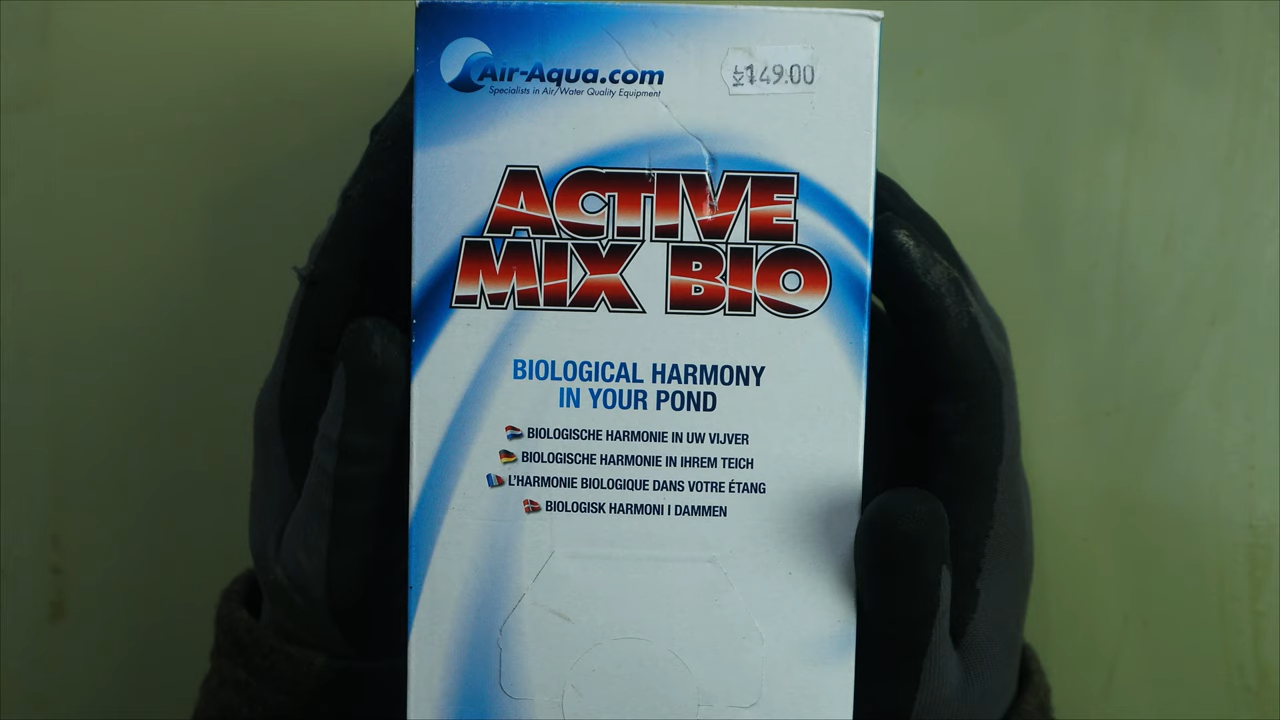 Air-Aqua.com
Specialists in Air/Water Quality Equipment
149.00
ACTIVE
MIX BIO
BIOLOGICAL HARMONY
IN YOUR POND
BIOLOGISCHE HARMONIE IN UW VIJVER
BIOLOGISCHE HARMONIE IN IHREM TEICH
L'HARMONIE BIOLOGIQUE DANS VOTRE ÉTANG
BIOLOGISK HARMONI I DAMMEN